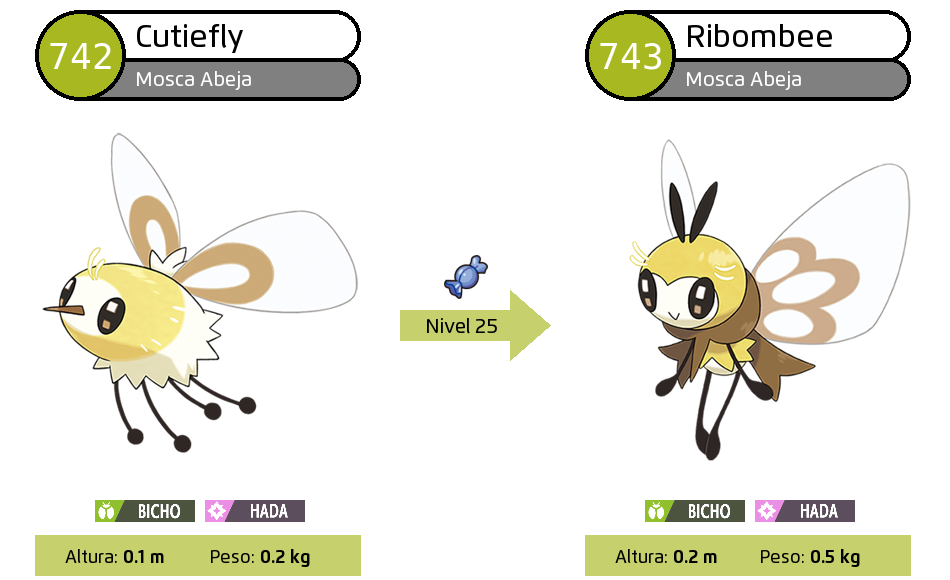 742
Cutiefly
Mosca Abeja
743
Ribombee
Mosca Abeja
Nivel 25
BICHO HADA
BICHO HADA
Altura: 0.1 m Peso: 0.2 kg
Altura: 0.2 m Peso: 0.5 kg